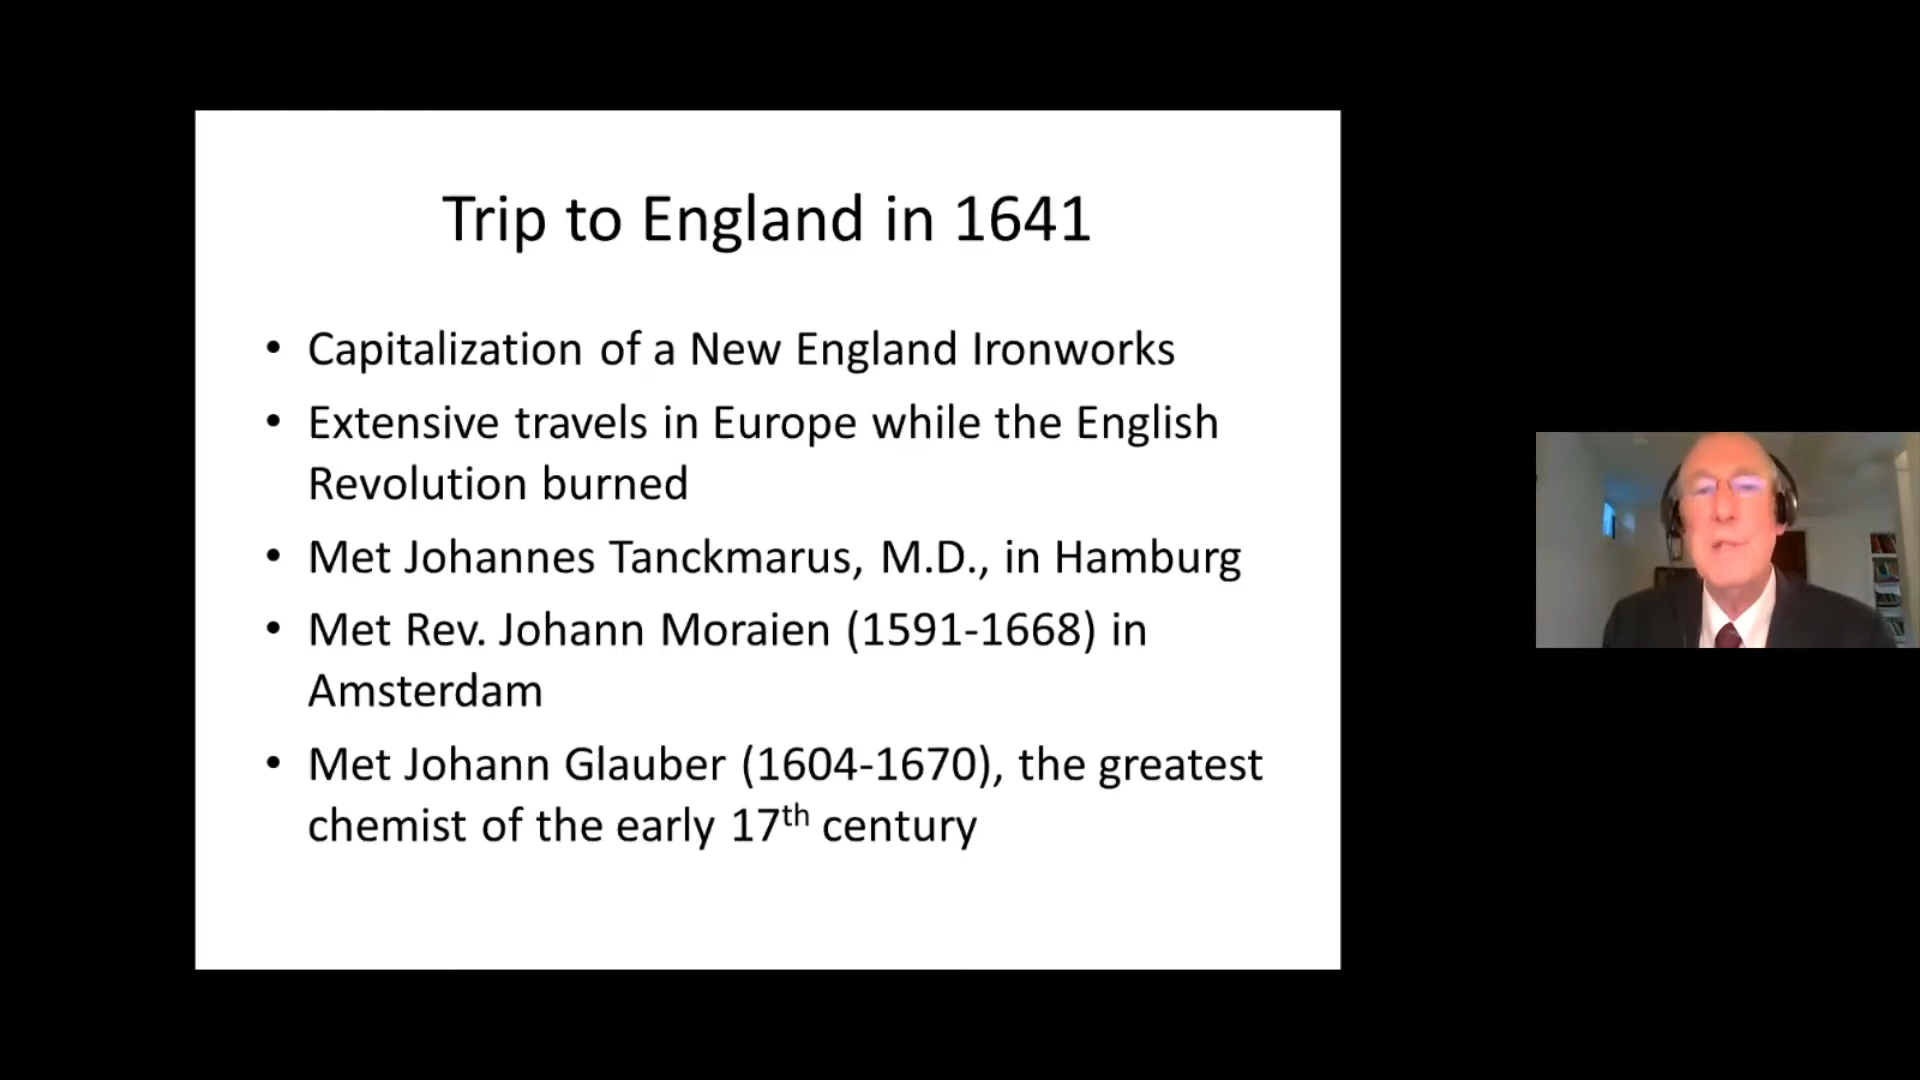 Trip to England in 1641
• Capitalization of a New England Ironworks
• Extensive travels in Europe while the English
Revolution burned
• Met Johannes Tanckmarus, M.D., in Hamburg
• Met Rev. Johann Moraien (1591-1668) in
Amsterdam
• Met Johann Glauber (1604-1670), the greatest
chemist of the early 17th century